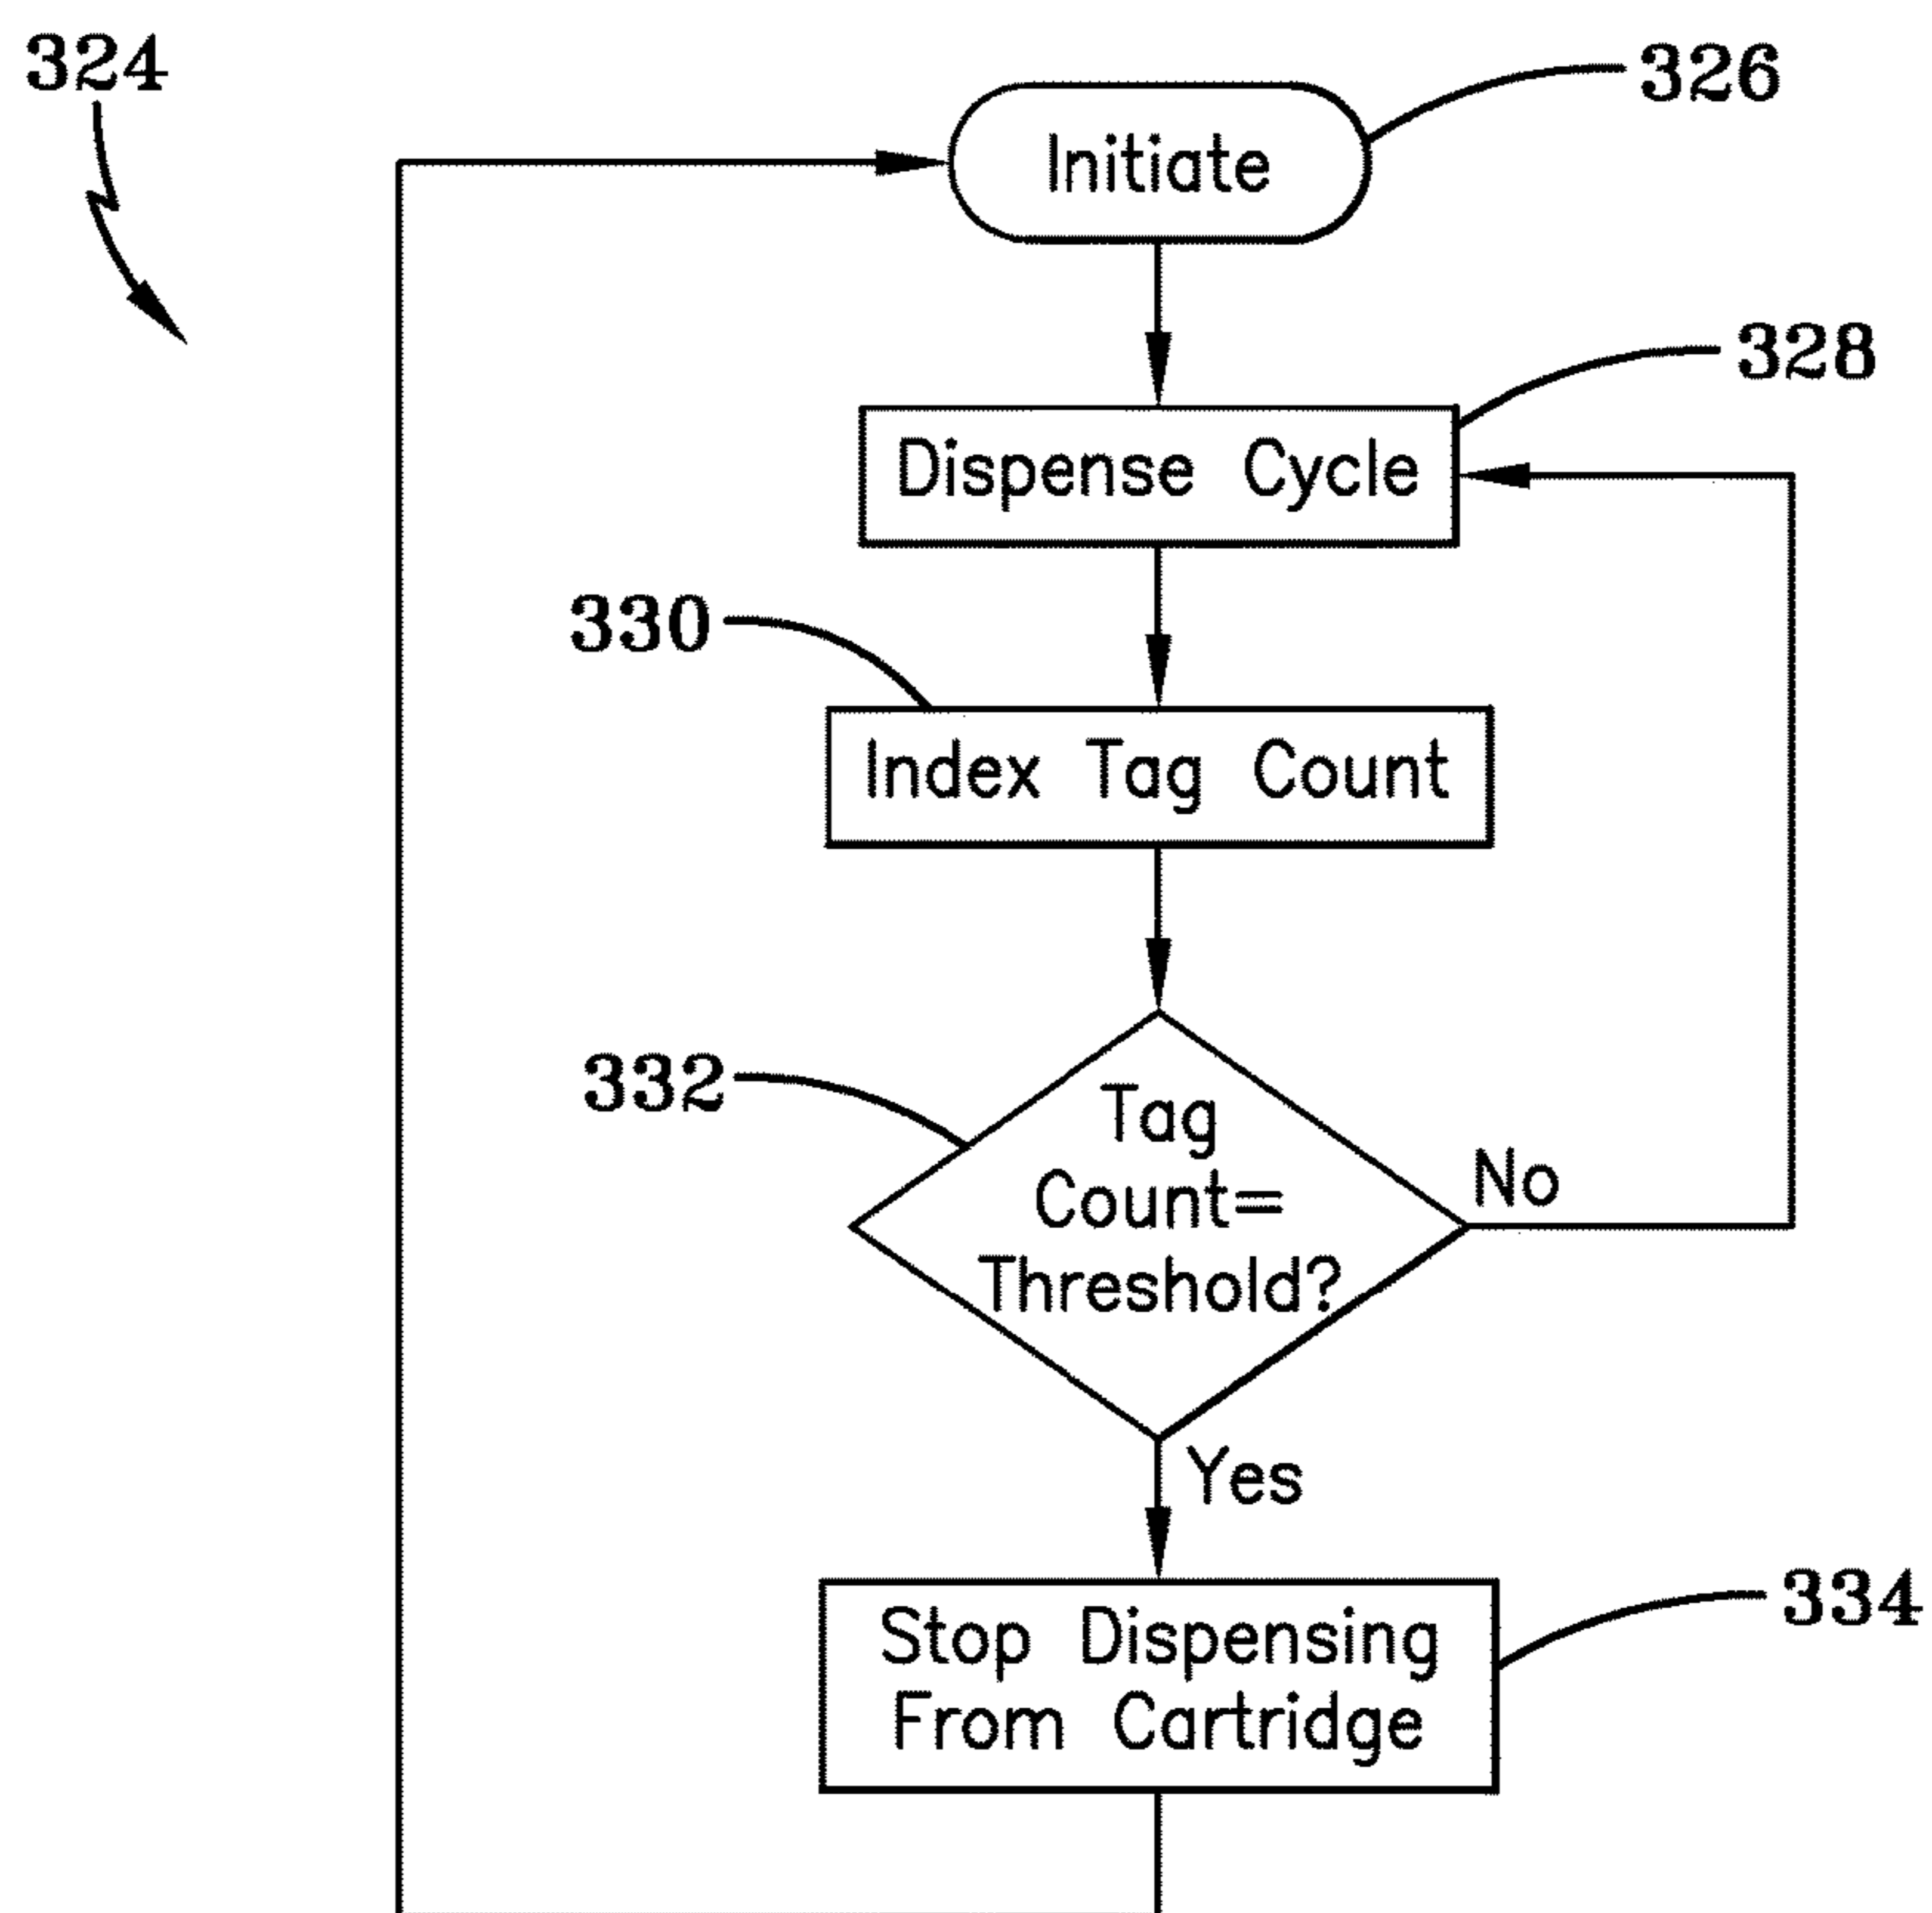 324
326
Initiate
328
Dispense Cycle
330
Index Tag Count
332
Tag
Count=
Threshold?
No
Yes
334
Stop Dispensing
From Cartridge